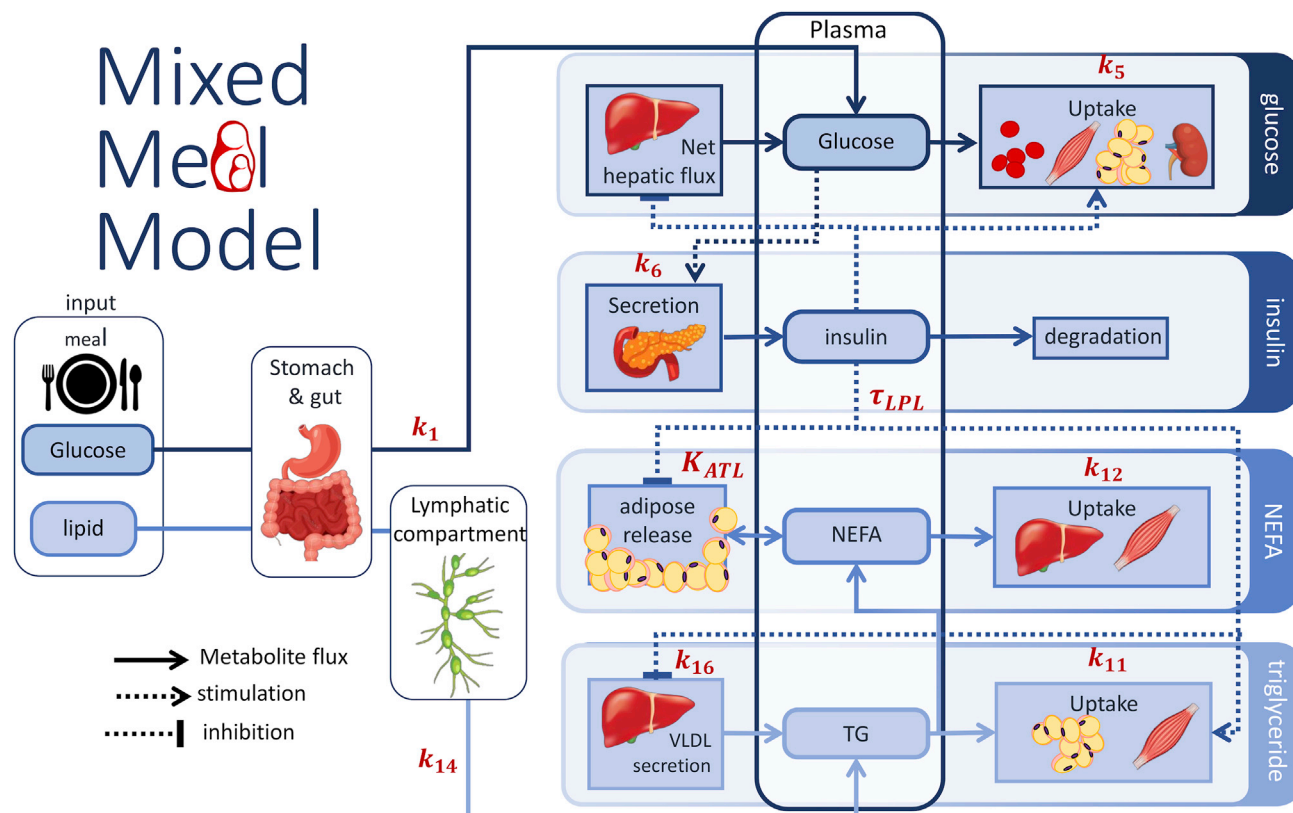 Mixed
Me l
Model
input
meal
Glucose
lipid
Stomach
& gut
k1
Lymphatic
compartment
k14
Metabolite flux
stimulation
inhibition
Plasma
Net
hepatic flux
Glucose
k5
Uptake
glucose
k6
Secretion
insulin
degradation
insulin
τLPL
KATL
adipose
release
NEFA
k12
Uptake
NEFA
k16
VLDL
secretion
TG
k11
Uptake
triglyceride